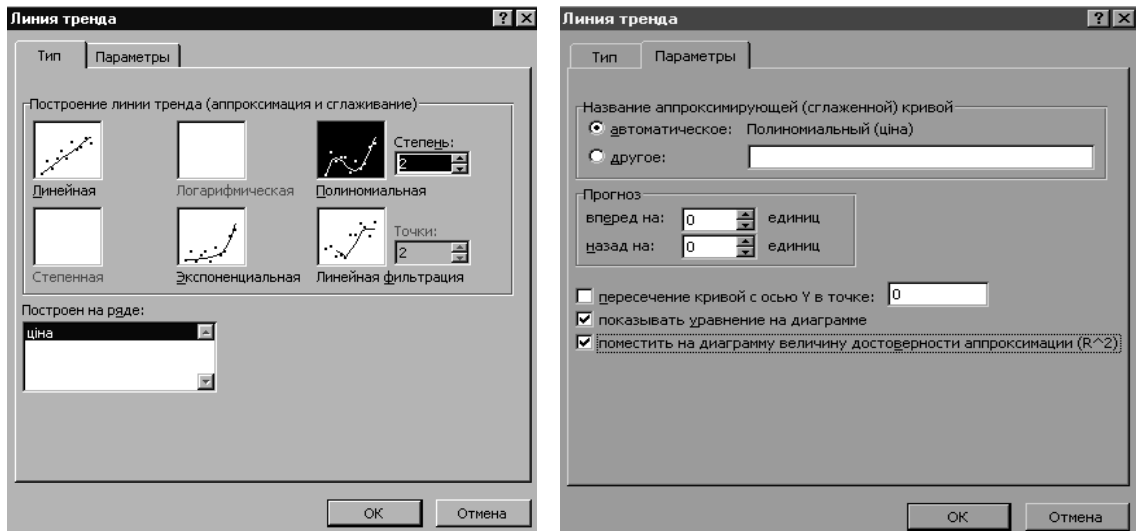 Линия тренда
Тип
Параметры
Построение линии тренда (аппроксимация и сглаживание)
Степень:
2
Линейная
Логарифмическая
Полиномиальная
Точки:
2
Степенная
Экспоненциальная
Линейная фильтрация
Построен на ряде:
ціна
ОК
Отмена
Линия тренда
Тип
Параметры
Название аппроксимирующей (сглаженной) кривой
автоматическое: Полиномиальный (ціна)
другое:
Прогноз
вперед на: 0 единиц
назад на: 0 единиц
пересечение кривой с осью Y в точке: 0
показывать уравнение на диаграмме
поместить на диаграмму величину достоверности аппроксимации (R^2)
ОК
Отмена